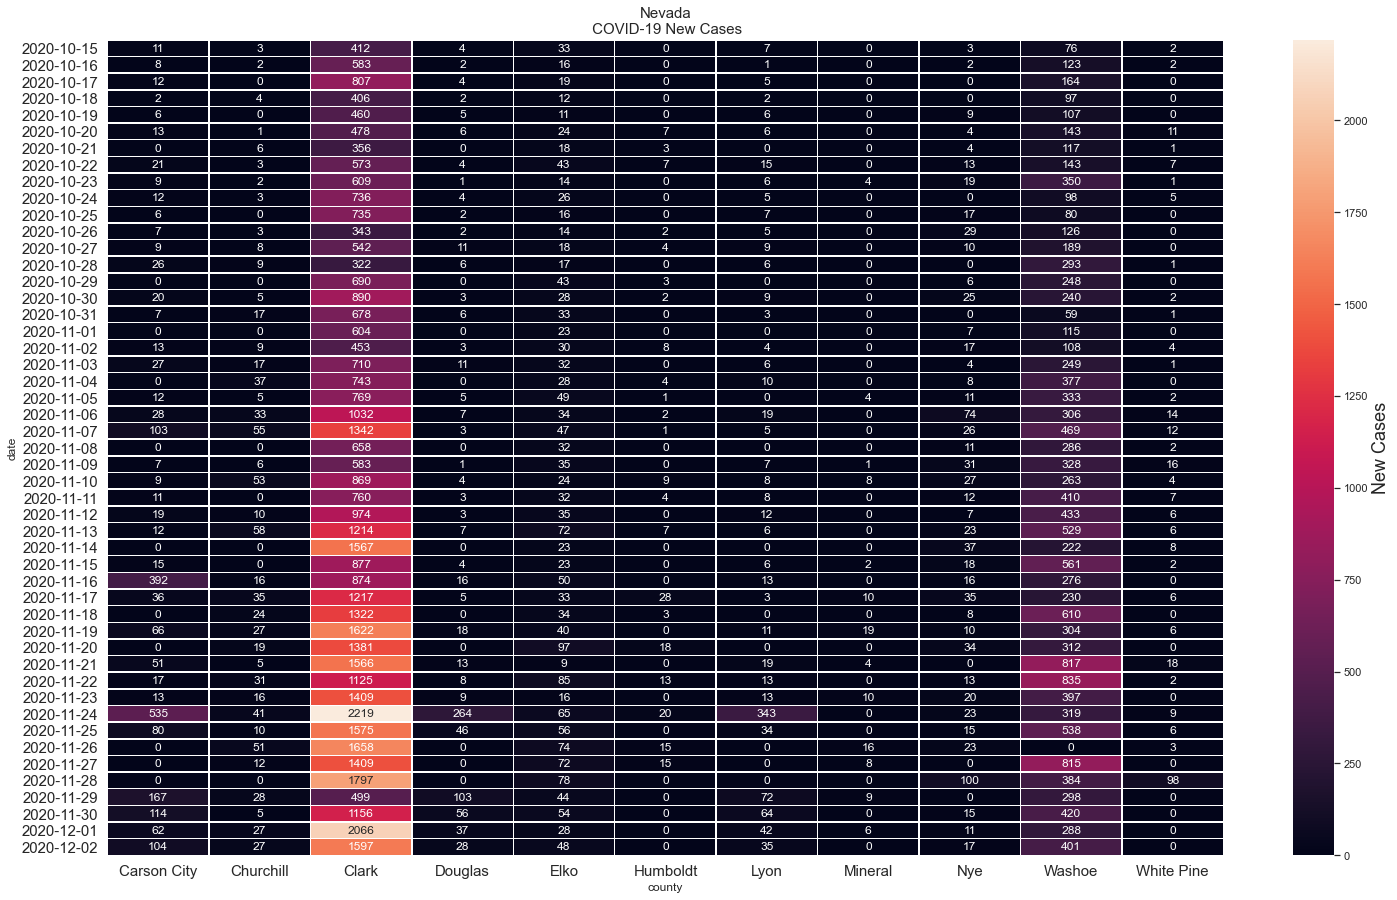 Nevada
COVID-19 New Cases
2020-10-15 11 3 412 4 33 0 7 0 3 76 2
2020-10-16 8 2 583 2 16 0 1 0 2 123 2
2020-10-17 12 0 807 4 19 0 5 0 0 164 0
2020-10-18 2 4 406 2 12 0 2 0 0 97 0
2020-10-19 6 0 460 5 11 0 6 0 9 107 0
2020-10-20 13 1 478 6 24 7 6 0 4 143 11
2020-10-21 0 6 356 0 18 3 0 0 4 117 1
2020-10-22 21 3 573 4 43 7 15 0 13 143 7
2020-10-23 9 2 609 1 14 0 6 4 19 350 1
2020-10-24 12 3 736 4 26 0 5 0 0 98 5
2020-10-25 6 0 735 2 16 0 7 0 17 80 0
2020-10-26 7 3 343 2 14 2 5 0 29 126 0
2020-10-27 9 8 542 11 18 4 9 0 10 189 0
2020-10-28 26 9 322 6 17 0 6 0 0 293 1
2020-10-29 0 0 690 0 43 3 0 0 6 248 0
2020-10-30 20 5 890 3 28 2 9 0 25 240 2
2020-10-31 7 17 678 6 33 0 3 0 0 59 1
2020-11-01 0 0 604 0 23 0 0 0 7 115 0
2020-11-02 13 9 453 3 30 8 4 0 17 108 4
2020-11-03 27 17 710 11 32 0 6 0 4 249 1
2020-11-04 0 37 743 0 28 4 10 0 8 377 0
2020-11-05 12 5 769 5 49 1 0 4 11 333 2
2020-11-06 28 33 1032 7 34 2 19 0 74 306 14
2020-11-07 103 55 1342 3 47 1 5 0 26 469 12
2020-11-08 0 0 658 0 32 0 0 0 11 286 2
2020-11-09 7 6 583 1 35 0 7 1 31 328 16
2020-11-10 9 53 869 4 24 9 8 8 27 263 4
2020-11-11 11 0 760 3 32 4 8 0 12 410 7
2020-11-12 19 10 974 3 35 0 12 0 7 433 6
2020-11-13 12 58 1214 7 72 7 6 0 23 529 6
2020-11-14 0 0 1567 0 23 0 0 0 37 222 8
2020-11-15 15 0 877 4 23 0 6 2 18 561 2
2020-11-16 392 16 874 16 50 0 13 0 16 276 0
2020-11-17 36 35 1217 5 33 28 3 10 35 230 6
2020-11-18 0 24 1322 0 34 3 0 0 8 610 0
2020-11-19 66 27 1622 18 40 0 11 19 10 304 6
2020-11-20 0 19 1381 0 97 18 0 0 34 312 0
2020-11-21 51 5 1566 13 9 0 19 4 0 817 18
2020-11-22 17 31 1125 8 85 13 13 0 13 835 2
2020-11-23 13 16 1409 9 16 0 13 10 20 397 0
2020-11-24 535 41 2219 264 65 20 343 0 23 319 9
2020-11-25 80 10 1575 46 56 0 34 0 15 538 6
2020-11-26 0 51 1658 0 74 15 0 16 23 0 3
2020-11-27 0 12 1409 0 72 15 0 8 0 815 0
2020-11-28 0 0 1797 0 78 0 0 0 100 384 98
2020-11-29 167 28 499 103 44 0 72 9 0 298 0
2020-11-30 114 5 1156 56 54 0 64 0 15 420 0
2020-12-01 62 27 2066 37 28 0 42 6 11 288 0
2020-12-02 104 27 1597 28 48 0 35 0 17 401 0
date
Carson City Churchill Clark Douglas Elko Humboldt Lyon Mineral Nye Washoe White Pine
county
2000
1750
1500
1250
1000
750
500
250
0
New Cases